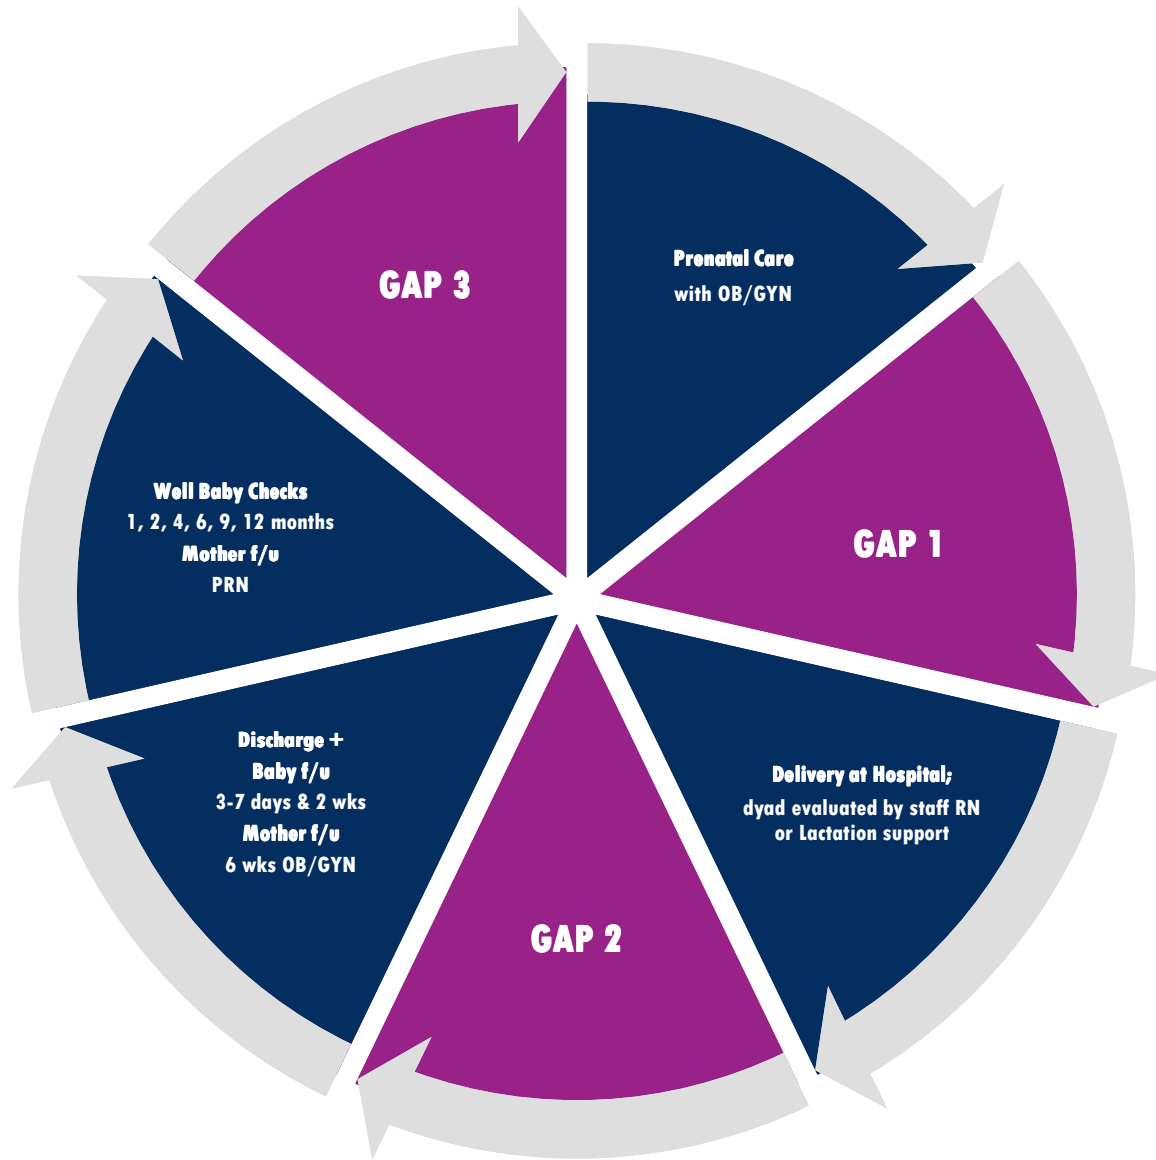 Prenatal Care
with OB/GYN
GAP 1
Delivery at Hospital;
dyad evaluated by staff RN
or Lactation support
GAP 2
Discharge +
Baby f/u
3-7 days & 2 wks
Mother f/u
6 wks OB/GYN
Well Baby Checks
1, 2, 4, 6, 9, 12 months
Mother f/u
PRN
GAP 3